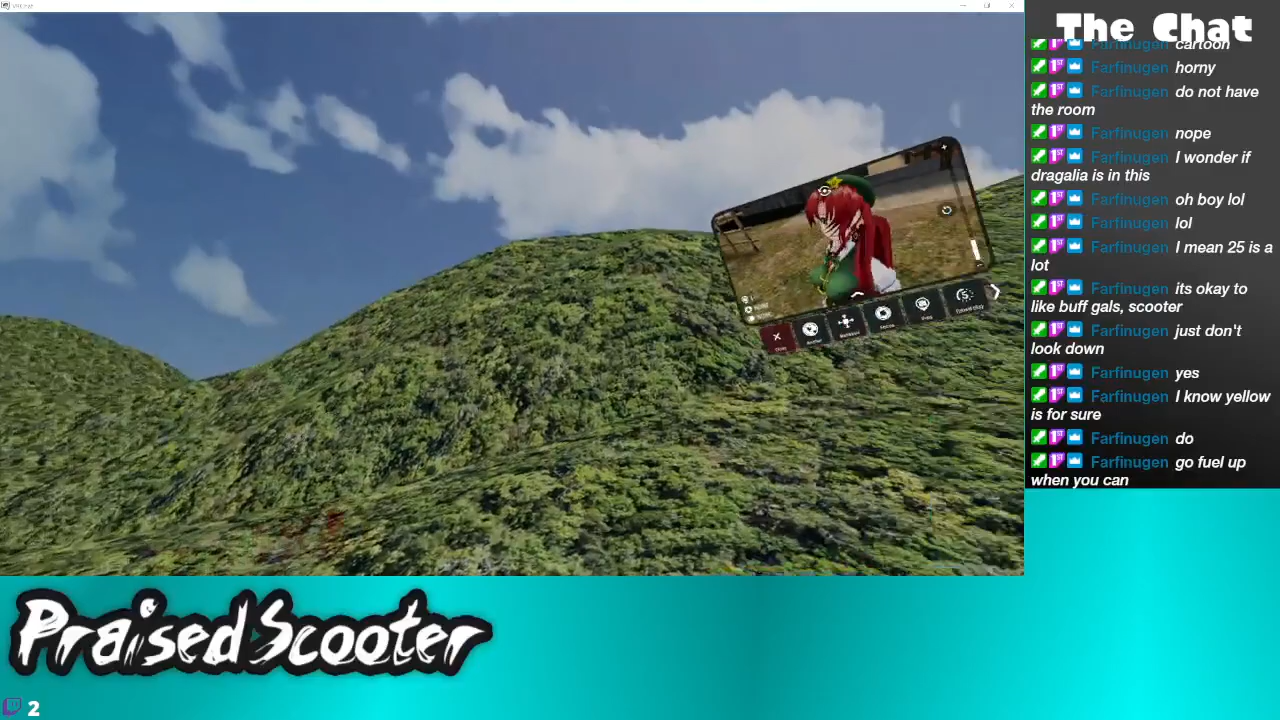 VRChat
The Chat
Farfinugen cartoon
Farfinugen horny
Farfinugen do not have
the room
Farfinugen nope
Farfinugen I wonder if
dragalia is in this
Farfinugen oh boy lol
Farfinugen lol
Farfinugen I mean 25 is a
lot
Farfinugen its okay to
like buff gals, scooter
Farfinugen just don't
look down
Farfinugen yes
Farfinugen I know yellow
is for sure
Farfinugen do
Farfinugen go fuel up
when you can
PraisedScooter
2